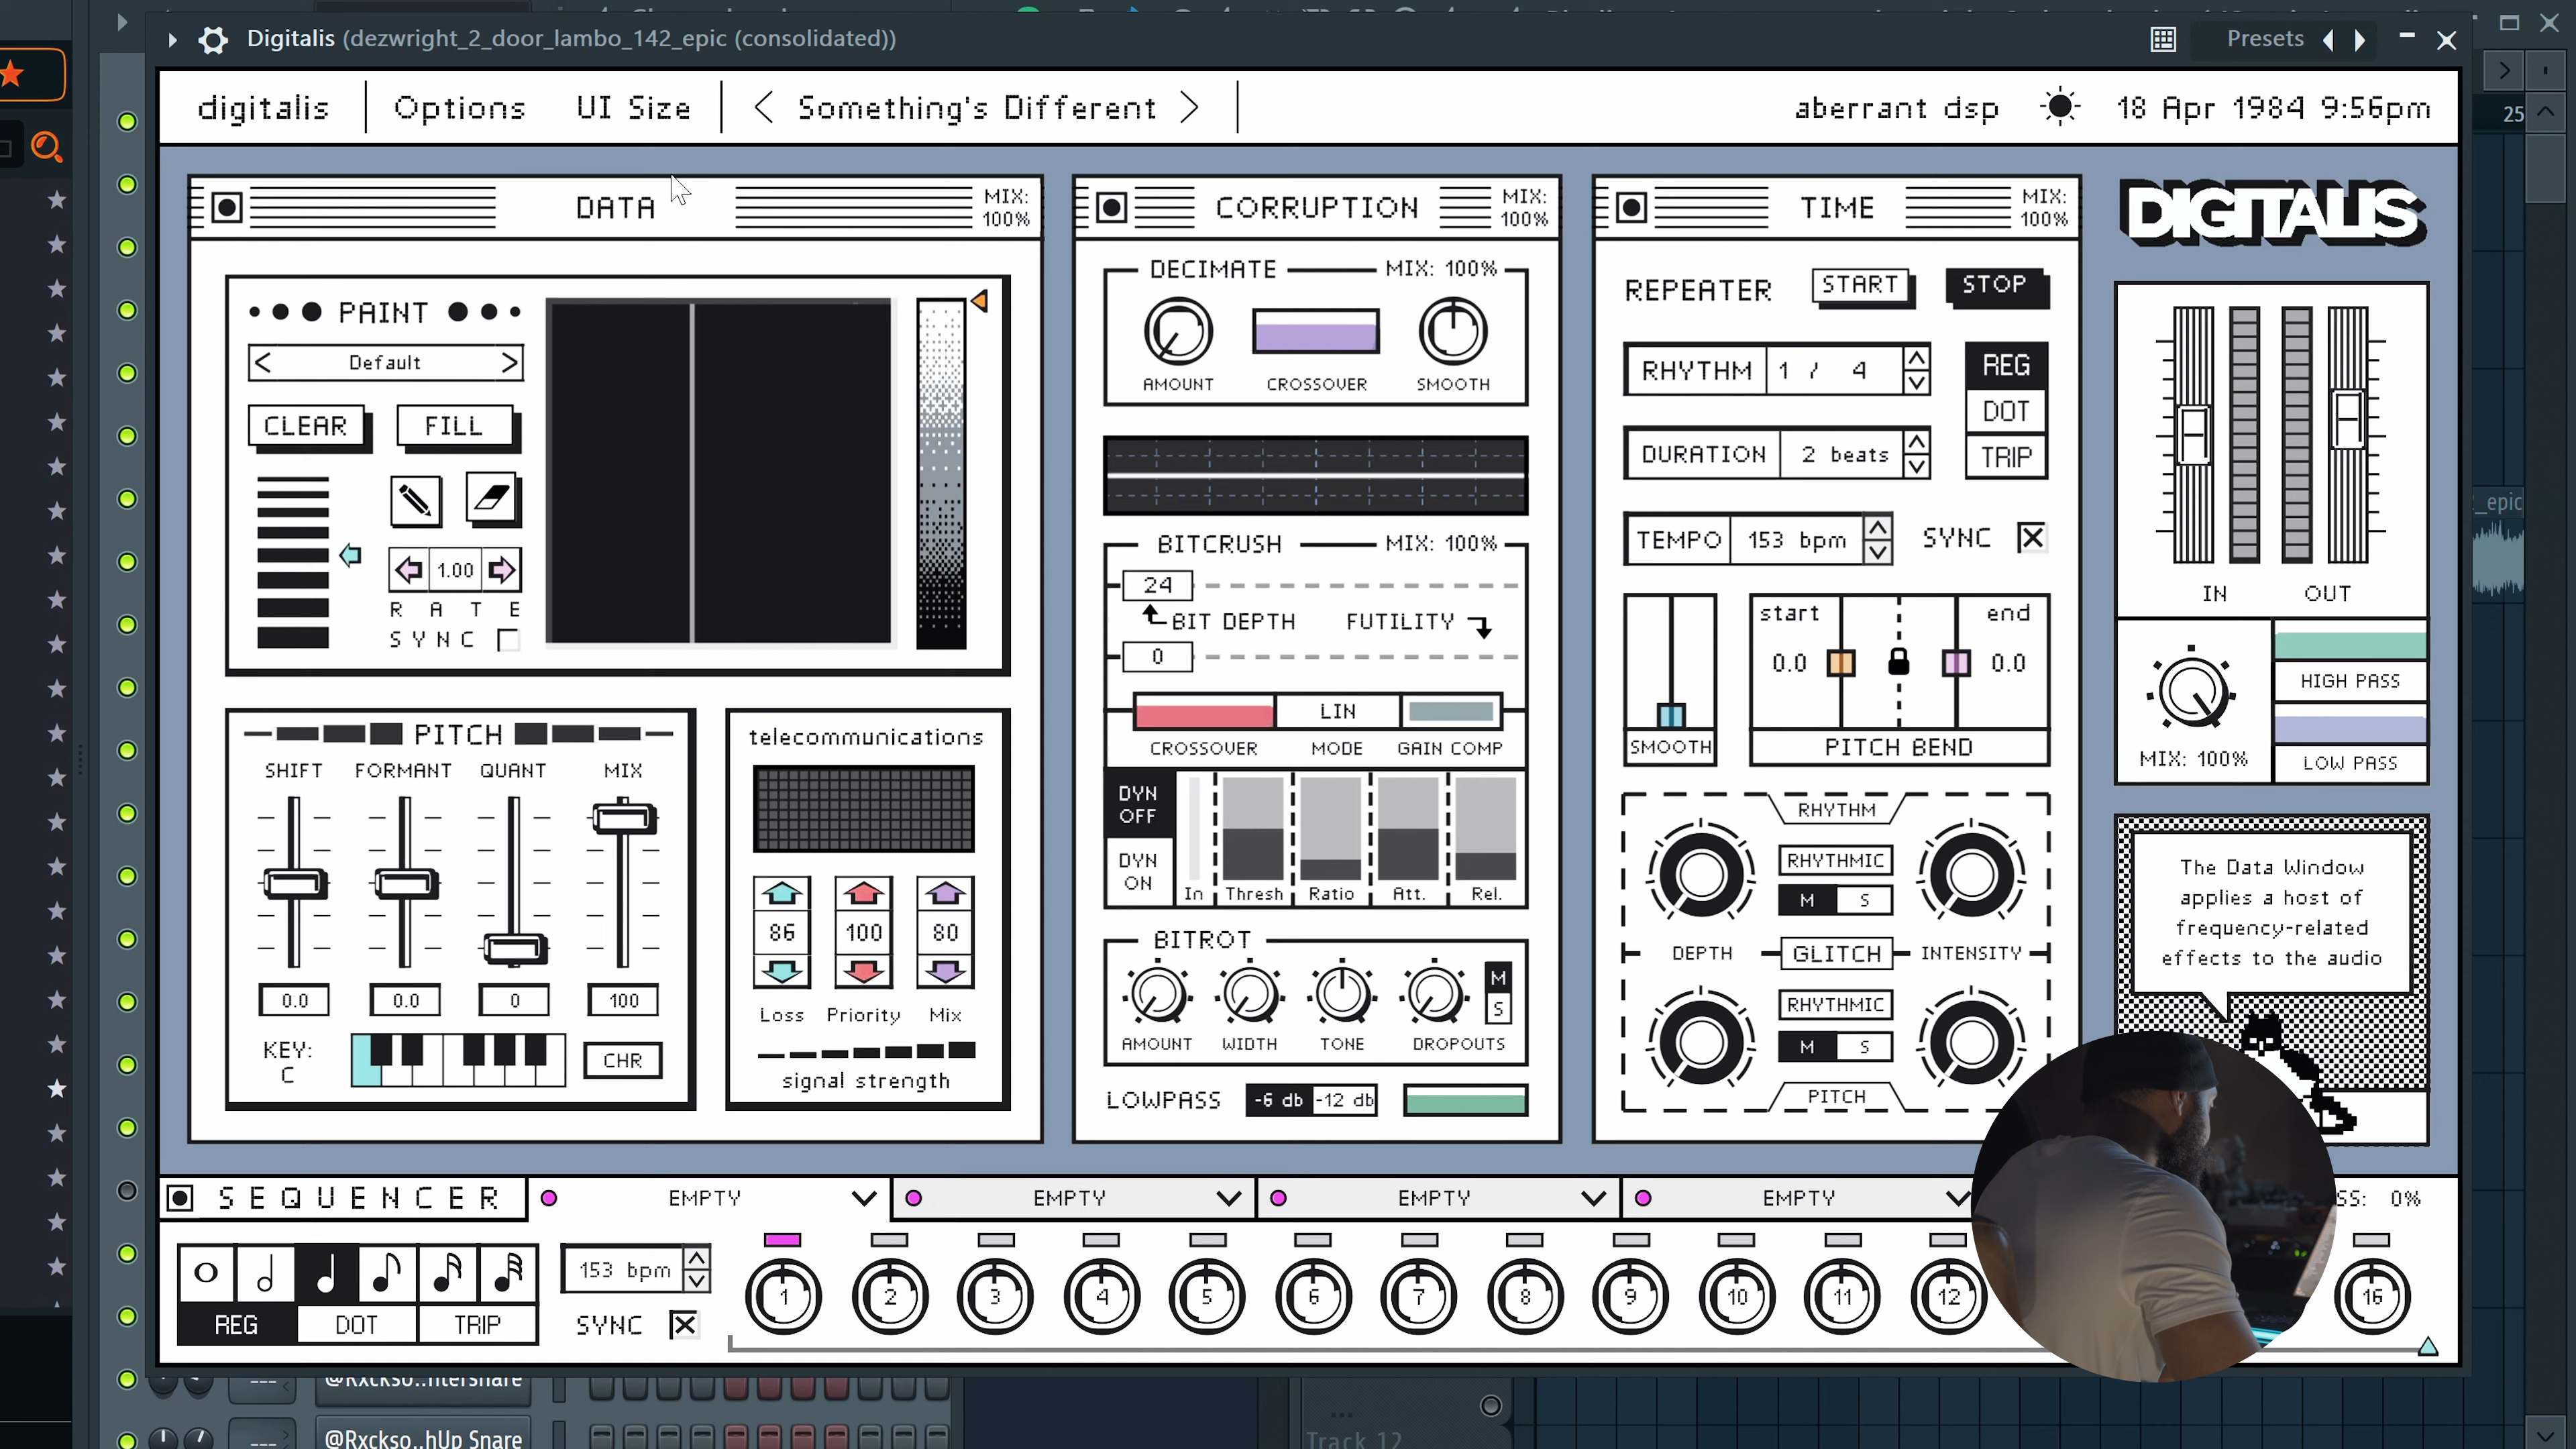 Digitalis (dezwright_2_door_lambo_142_epic (consolidated))
Presets
digitalis
Options
UI Size
< Something's Different >
aberrant dsp
18 Apr 1984 9:56pm
25
DATA
MIX:
100%
PAINT
< Default >
CLEAR
FILL
1.00
R A T E
SYNC
PITCH
SHIFT
FORMANT
QUANT
MIX
0.0
0.0
0
100
KEY:
C
CHR
telecommunications
86
100
80
Loss
Priority
Mix
signal strength
CORRUPTION
MIX:
100%
DECIMATE
MIX: 100%
AMOUNT
CROSSOVER
SMOOTH
BITCRUSH
MIX: 100%
24
BIT DEPTH
FUTILITY
0
LIN
CROSSOVER
MODE
GAIN COMP
DYN
OFF
DYN
ON
In
Thresh
Ratio
Att.
Rel.
BITROT
M
S
AMOUNT
WIDTH
TONE
DROPOUTS
LOWPASS
-6 db
-12 db
TIME
MIX:
100%
REPEATER
START
STOP
RHYTHM
1 / 4
REG
DOT
TRIP
DURATION
2 beats
TEMPO
153 bpm
SYNC
start
end
0.0
0.0
SMOOTH
PITCH BEND
RHYTHM
RHYTHMIC
M
S
DEPTH
GLITCH
INTENSITY
RHYTHMIC
M
S
PITCH
DIGITALIS
_epic
IN
OUT
HIGH PASS
MIX: 100%
LOW PASS
The Data Window
applies a host of
frequency-related
effects to the audio
SEQUENCER
EMPTY
EMPTY
EMPTY
EMPTY
SS: 0%
REG
DOT
TRIP
153 bpm
SYNC
1
2
3
4
5
6
7
8
9
10
11
12
16
@Rxckso..ntersnare
@Rxckso..hUp Snare
Track 12